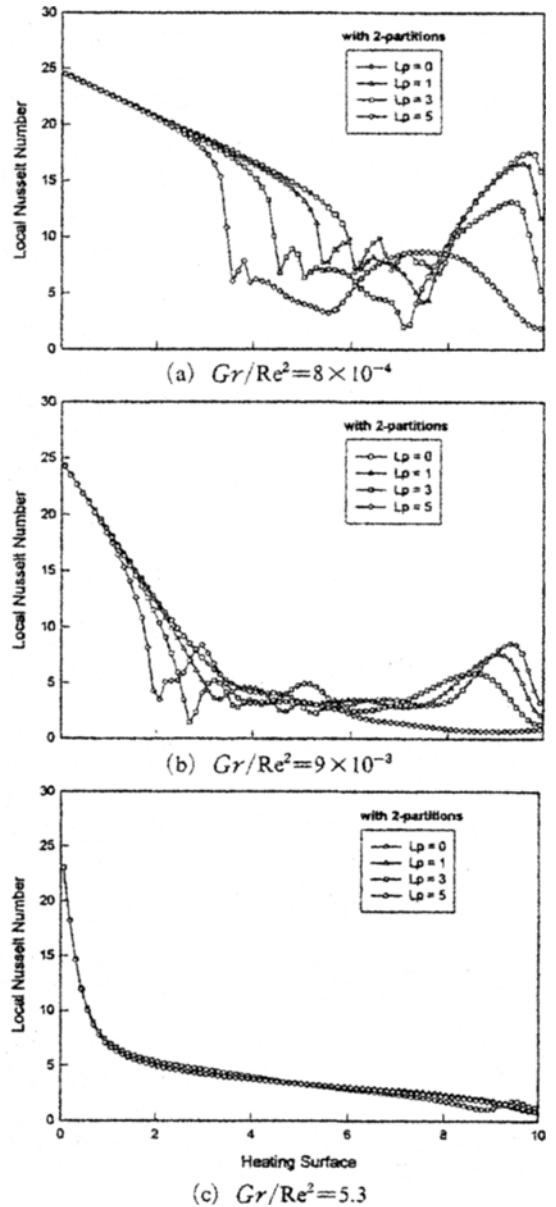 with 2-partitions
Lp = 0
Lp = 1
Lp = 3
Lp = 5
Local Nusselt Number
30
25
20
15
10
5
0
(a) Gr/Re²=8×10⁻⁴
with 2-partitions
Lp = 0
Lp = 1
Lp = 3
Lp = 5
Local Nusselt Number
30
25
20
15
10
5
0
(b) Gr/Re²=9×10⁻³
with 2-partitions
Lp = 0
Lp = 1
Lp = 3
Lp = 5
Local Nusselt Number
30
25
20
15
10
5
0
0 2 4 6 8 10
Heating Surface
(c) Gr/Re²=5.3